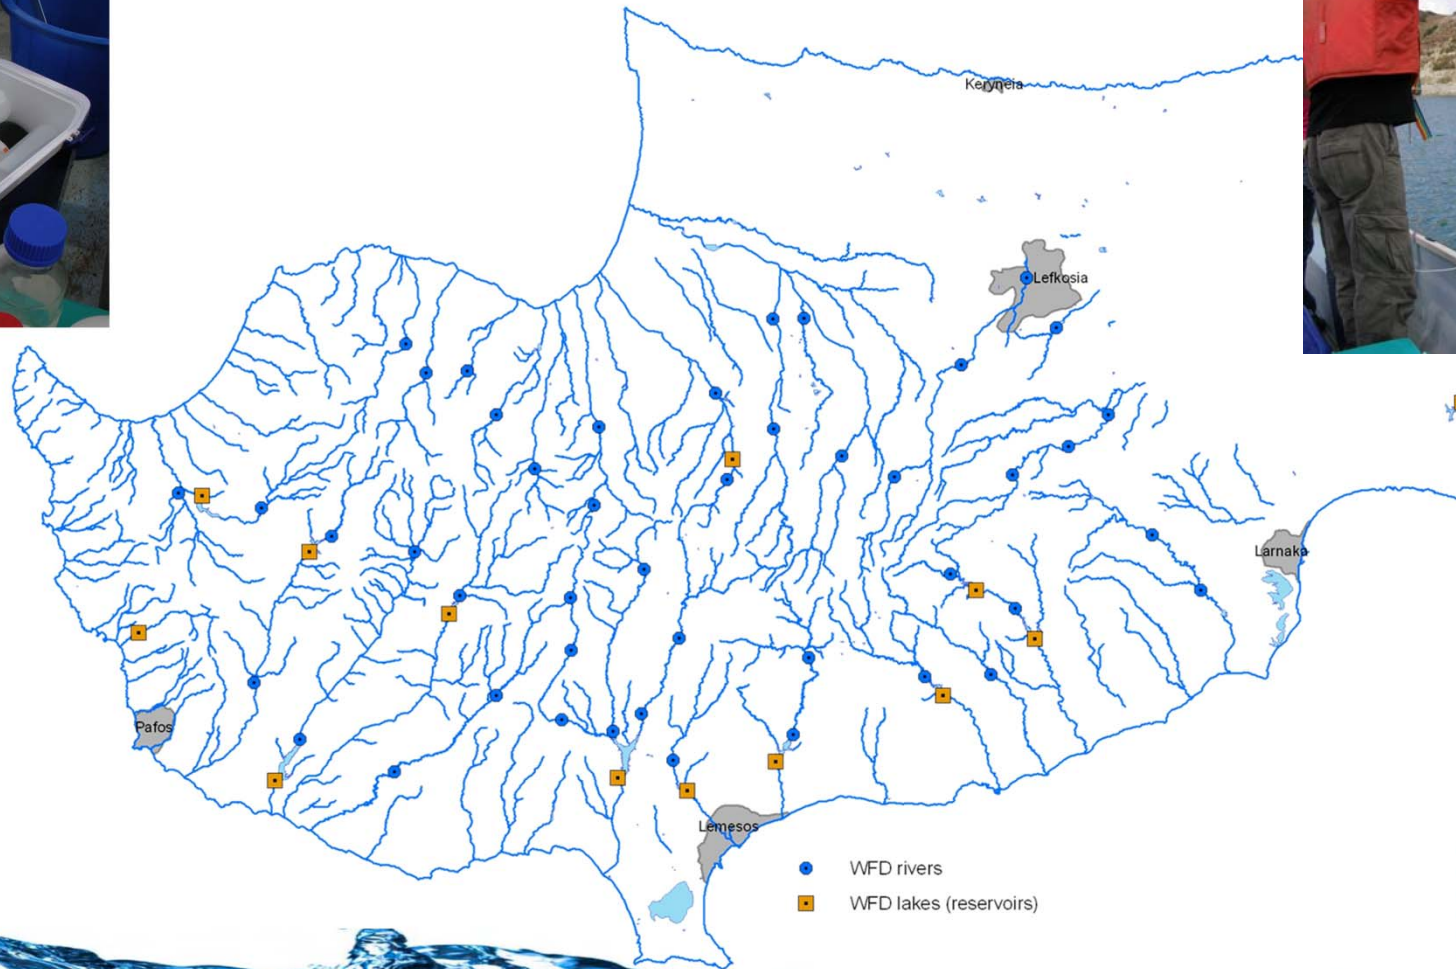 Keryneia
Lefkosia
Larnaka
Pafos
Lemesos
WFD rivers
WFD lakes (reservoirs)